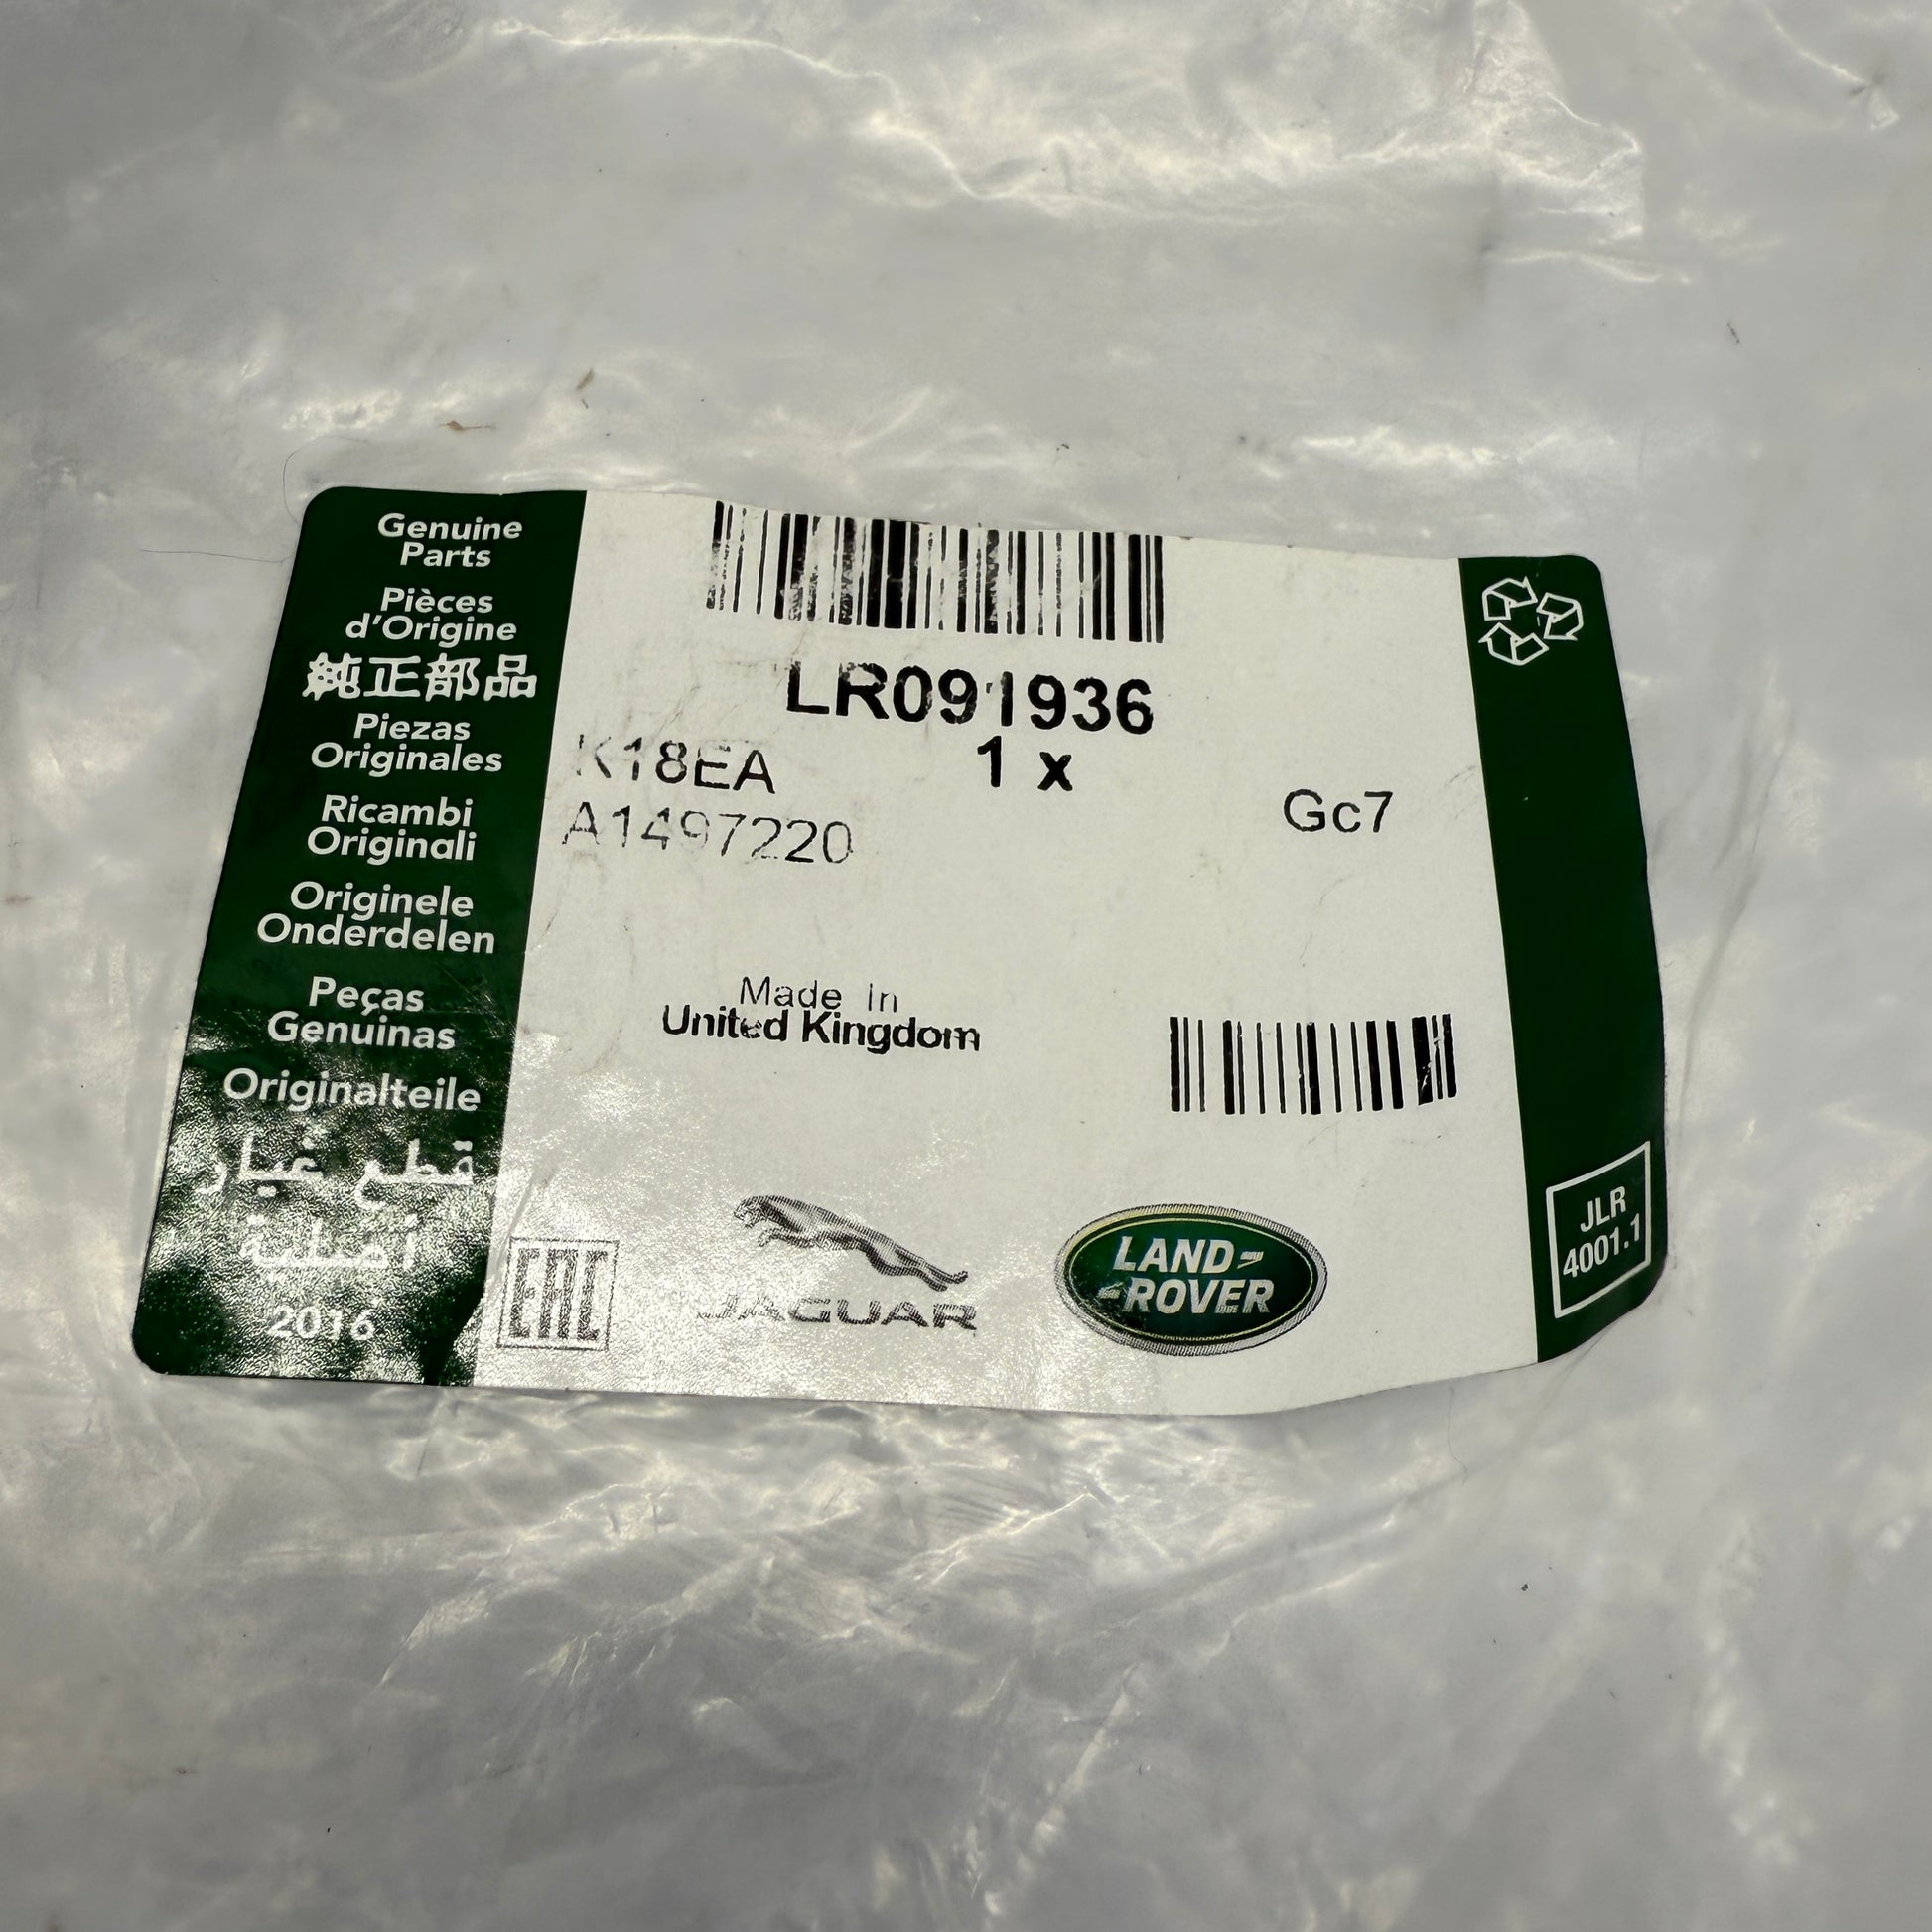 Genuine
Parts
Pièces
d'Origine
純正部品
Piezas
Originales
Ricambi
Originali
Originele
Onderdelen
Peças
Genuínas
Originalteile
قطع غيار
أصلية
2016
LR091936
1 x
K18EA
A1497220
Gc7
Made in
United Kingdom
EAC
JAGUAR
LAND-
-ROVER
JLR
4001.1